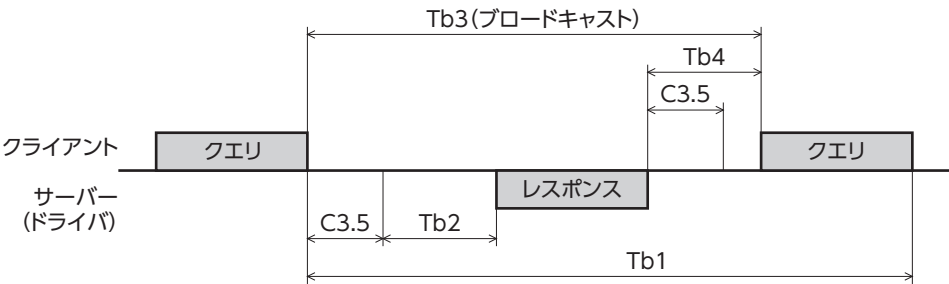 Tb3(ブロードキャスト)
Tb4
C3.5
クライアント
クエリ
クエリ
サーバー
(ドライバ)
レスポンス
C3.5
Tb2
Tb1